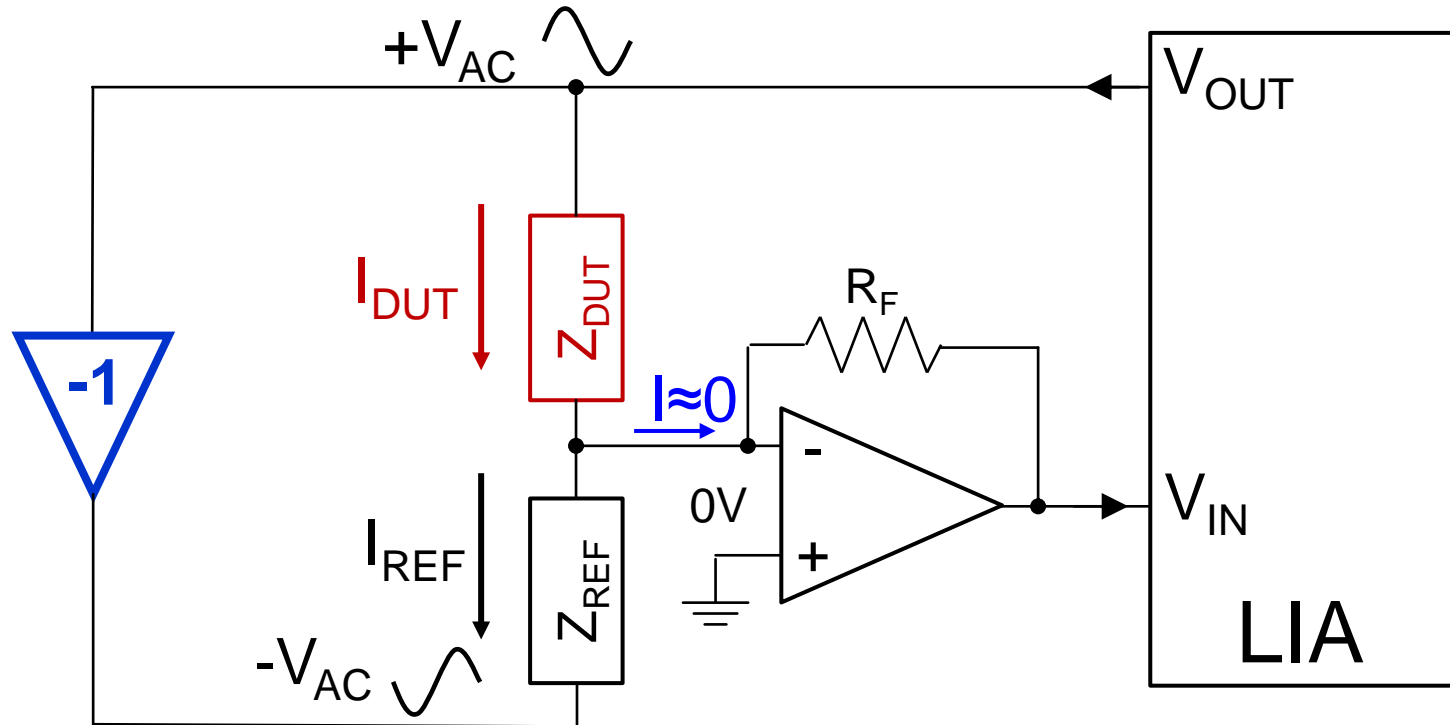 +VAC
VOUT
-1
IDUT
ZDUT
RF
I≈0
-
0V
+
VIN
IREF
ZREF
-VAC
LIA